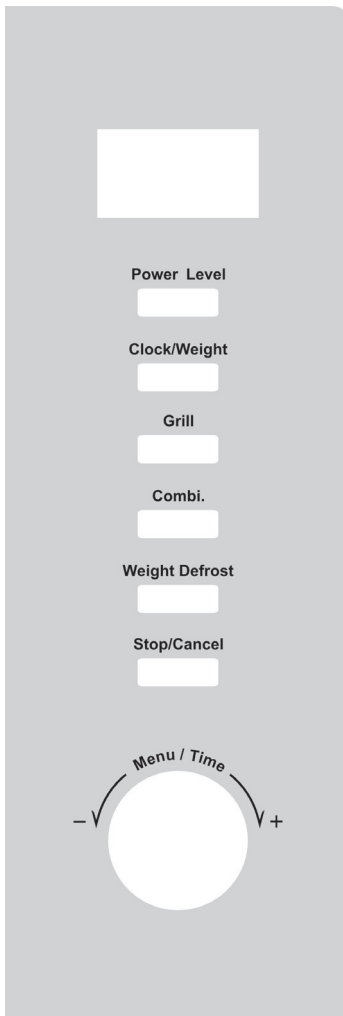 Power Level
Clock/Weight
Grill
Combi.
Weight Defrost
Stop/Cancel
Menu / Time
− +